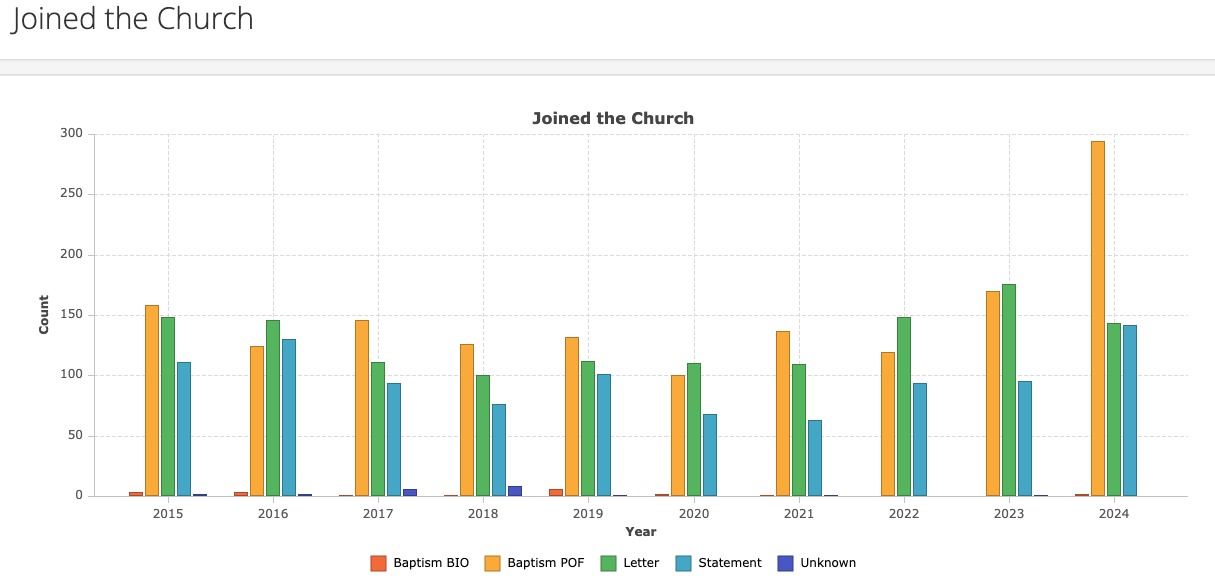 Joined the Church
Joined the Church
300
250
200
150
100
50
0
Count
2015 2016 2017 2018 2019 2020 2021 2022 2023 2024
Year
Baptism BIO Baptism POF Letter Statement Unknown